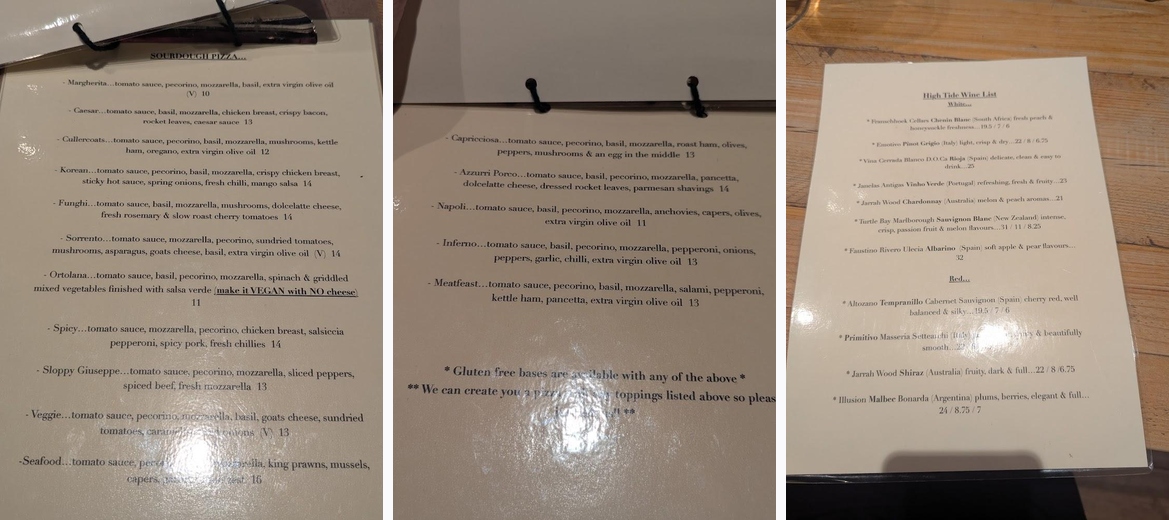 SOURDOUGH PIZZA...
- Margherita...tomato sauce, pecorino, mozzarella, basil, extra virgin olive oil
(V) 10
- Caesar...tomato sauce, basil, mozzarella, chicken breast, crispy bacon,
rocket leaves, caesar sauce 13
- Cullercoats...tomato sauce, basil, pecorino, mozzarella, mushrooms, kettle
ham, oregano, extra virgin olive oil 12
- Korean...tomato sauce, basil, mozzarella, crispy chicken breast,
sticky hot sauce, spring onions, fresh chilli, mango salsa 14
- Funghi...tomato sauce, basil, mozzarella, mushrooms, dolcelatte cheese,
fresh rosemary & slow roast cherry tomatoes 14
- Sorrento...tomato sauce, basil, pecorino, sundried tomatoes,
mushrooms, asparagus, goats cheese, basil, extra virgin olive oil (V) 14
- Ortolana...tomato sauce, basil, pecorino, mozzarella, spinach & griddled
mixed vegetables finished with salsa verde (make it VEGAN with NO cheese)
11
- Spicy...tomato sauce, mozzarella, pecorino, chicken breast, salsiccia
pepperoni, spicy pork, fresh chillies 14
- Sloppy Giuseppe...tomato sauce, pecorino, mozzarella, sliced peppers,
spiced beef, fresh mozzarella 13
- Veggie...tomato sauce, pecorino, mozzarella, basil, goats cheese, sundried
tomatoes, onions (V) 13
-Seafood...tomato sauce, mozzarella, king prawns, mussels,
capers, zest 16
- Capricciosa...tomato sauce, pecorino, basil, mozzarella, roast ham, olives,
peppers, mushrooms & an egg in the middle 13
- Azzurri Porco...tomato sauce, basil, pecorino, mozzarella, pancetta,
dolcelatte cheese, dressed rocket leaves, parmesan shavings 14
- Napoli...tomato sauce, basil, pecorino, mozzarella, anchovies, capers, olives,
extra virgin olive oil 11
- Inferno...tomato sauce, basil, pecorino, mozzarella, pepperoni, onions,
peppers, garlic, chilli, extra virgin olive oil 13
- Meatfeast...tomato sauce, pecorino, basil, mozzarella, salami, pepperoni,
kettle ham, pancetta, extra virgin olive oil 13
* Gluten free bases are available with any of the above *
** We can create you a toppings listed above so pleas
!! **
High Tide Wine List
White...
* Franschhoek Cellars Chenin Blanc (South Africa) fresh peach &
honeysuckle freshness...19.5 / 7 / 6
* Pinot Grigio (Italy) light, crisp & dry...22 / 8 / 6.75
* Vina Cerrada Blanco D.O.Ca Rioja (Spain) delicate, clean & easy to
drink...25
* Janelas Antigas Vinho Verde (Portugal) refreshing, fresh & fruity...23
* Jarrah Wood Chardonnay (Australia) melon & peach aromas...21
* Turtle Bay Marlborough Sauvignon Blanc (New Zealand) intense,
crisp, passion fruit & melon flavours...31 / 11 / 8.25
* Faustino Rivero Ulecia Albarino (Spain) soft apple & pear flavours...
32
Red...
* Altozano Tempranillo Cabernet Sauvignon (Spain) cherry red, well
balanced & silky...19.5 / 7 / 6
* Primitivo Masseria Settearchi (Italy) & beautifully
smooth...
* Jarrah Wood Shiraz (Australia) fruity, dark & full...22 / 8 /6.75
* Illusion Malbec Bonarda (Argentina) plums, berries, elegant & full...
24 / 8.75 / 7